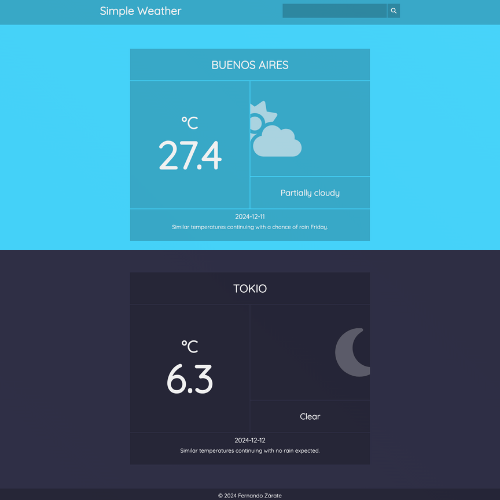 Simple Weather
BUENOS AIRES
°C
27.4
Partially cloudy
2024-12-11
Similar temperatures continuing with a chance of rain Friday.
TOKIO
°C
6.3
Clear
2024-12-12
Similar temperatures continuing with no rain expected.
© 2024 Fernando Zárate